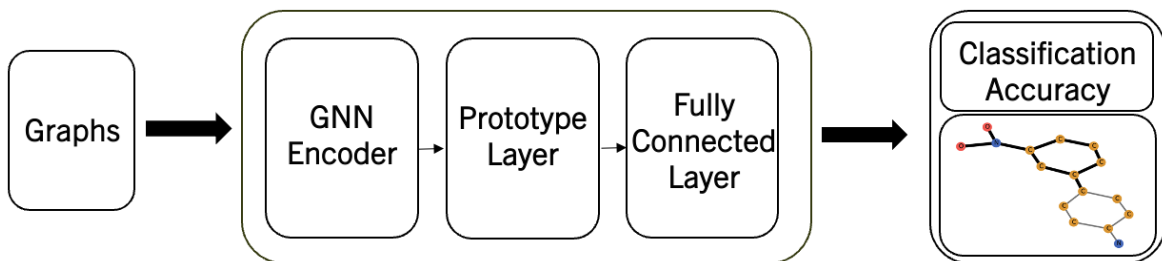 Graphs
GNN
Encoder
Prototype
Layer
Fully
Connected
Layer
Classification
Accuracy